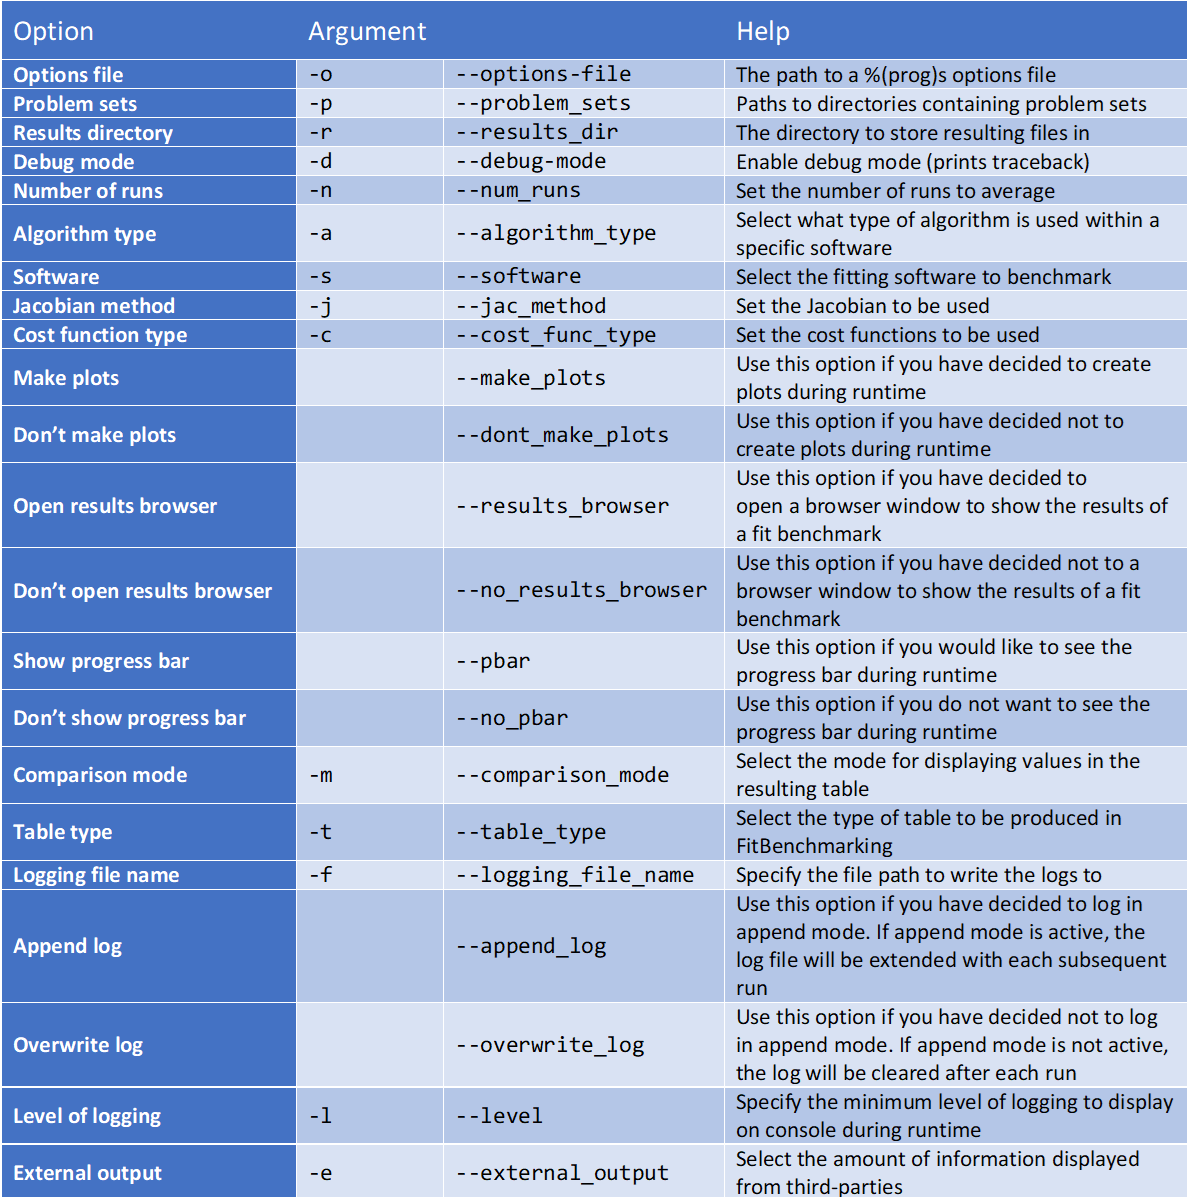 Option Argument Help
Options file -o --options-file The path to a %(prog)s options file
Problem sets -p --problem_sets Paths to directories containing problem sets
Results directory -r --results_dir The directory to store resulting files in
Debug mode -d --debug-mode Enable debug mode (prints traceback)
Number of runs -n --num_runs Set the number of runs to average
Algorithm type -a --algorithm_type Select what type of algorithm is used within a
specific software
Software -s --software Select the fitting software to benchmark
Jacobian method -j --jac_method Set the Jacobian to be used
Cost function type -c --cost_func_type Set the cost functions to be used
Make plots --make_plots Use this option if you have decided to create
plots during runtime
Don’t make plots --dont_make_plots Use this option if you have decided not to
create plots during runtime
Open results browser --results_browser Use this option if you have decided to
open a browser window to show the results of
a fit benchmark
Don’t open results browser --no_results_browser Use this option if you have decided not to a
browser window to show the results of a fit
benchmark
Show progress bar --pbar Use this option if you would like to see the
progress bar during runtime
Don’t show progress bar --no_pbar Use this option if you do not want to see the
progress bar during runtime
Comparison mode -m --comparison_mode Select the mode for displaying values in the
resulting table
Table type -t --table_type Select the type of table to be produced in
FitBenchmarking
Logging file name -f --logging_file_name Specify the file path to write the logs to
Append log --append_log Use this option if you have decided to log in
append mode. If append mode is active, the
log file will be extended with each subsequent
run
Overwrite log --overwrite_log Use this option if you have decided not to log
in append mode. If append mode is not active,
the log will be cleared after each run
Level of logging -l --level Specify the minimum level of logging to display
on console during runtime
External output -e --external_output Select the amount of information displayed
from third-parties